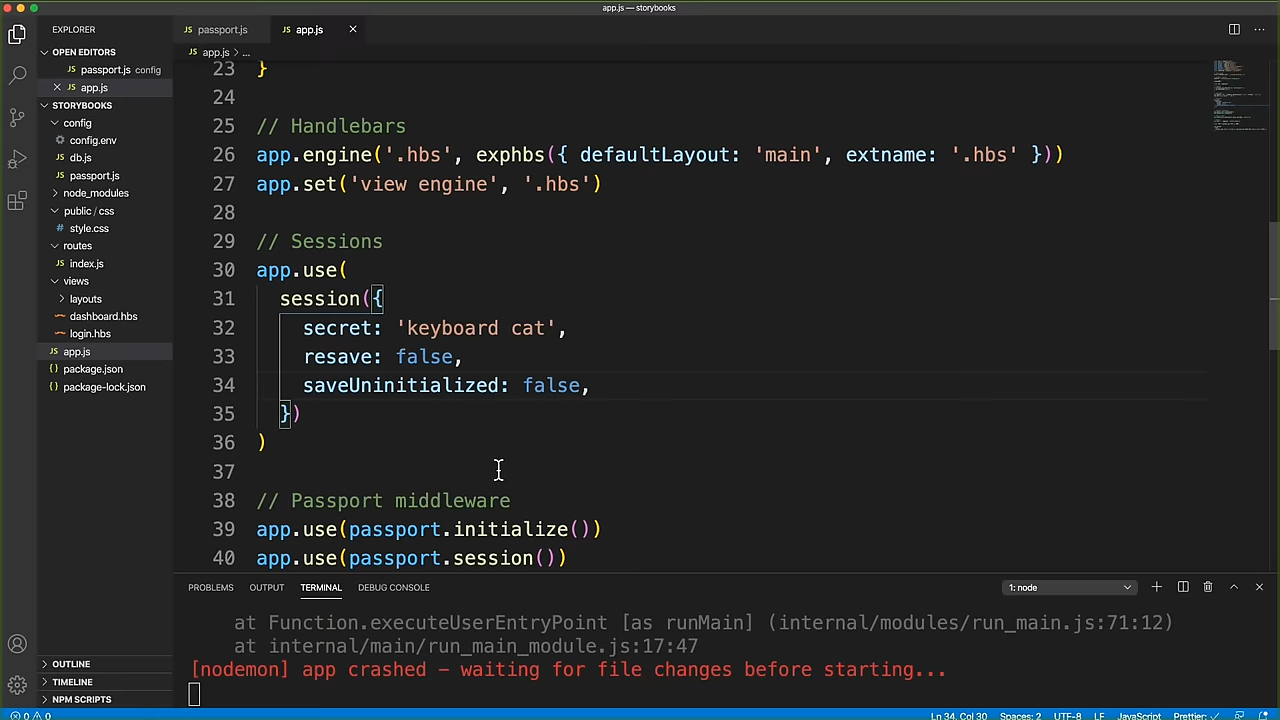 app.js — storybooks
EXPLORER
passport.js
app.js
OPEN EDITORS
passport.js config
app.js
STORYBOOKS
config
config.env
db.js
passport.js
node_modules
public / css
style.css
routes
index.js
views
layouts
dashboard.hbs
login.hbs
app.js
package.json
package-lock.json
OUTLINE
TIMELINE
NPM SCRIPTS
app.js > ...
23 }
24
25 // Handlebars
26 app.engine('.hbs', exphbs({ defaultLayout: 'main', extname: '.hbs' }))
27 app.set('view engine', '.hbs')
28
29 // Sessions
30 app.use(
31 session({
32 secret: 'keyboard cat',
33 resave: false,
34 saveUninitialized: false,
35 })
36 )
37
38 // Passport middleware
39 app.use(passport.initialize())
40 app.use(passport.session())
PROBLEMS OUTPUT TERMINAL DEBUG CONSOLE 1: node
at Function.executeUserEntryPoint [as runMain] (internal/modules/run_main.js:71:12)
at internal/main/run_main_module.js:17:47
[nodemon] app crashed - waiting for file changes before starting...
0 0 Ln 34, Col 30 Spaces: 2 UTF-8 LF JavaScript Prettier: ✓